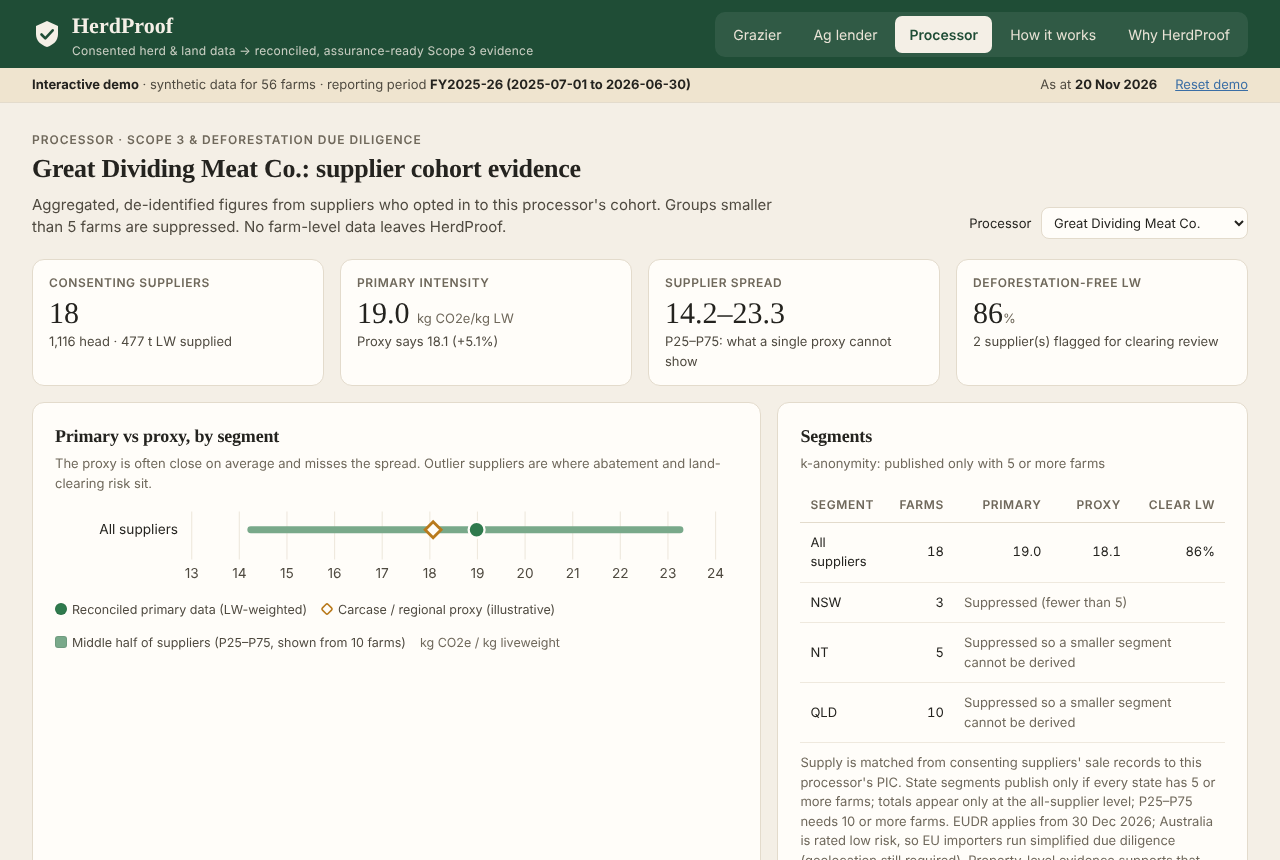 HerdProof
Consented herd & land data → reconciled, assurance-ready Scope 3 evidence
Grazier
Ag lender
Processor
How it works
Why HerdProof
Interactive demo · synthetic data for 56 farms · reporting period FY2025-26 (2025-07-01 to 2026-06-30)
As at 20 Nov 2026
Reset demo
PROCESSOR · SCOPE 3 & DEFORESTATION DUE DILIGENCE
Great Dividing Meat Co.: supplier cohort evidence
Aggregated, de-identified figures from suppliers who opted in to this processor's cohort. Groups smaller
than 5 farms are suppressed. No farm-level data leaves HerdProof.
Processor
Great Dividing Meat Co.
CONSENTING SUPPLIERS
18
1,116 head · 477 t LW supplied
PRIMARY INTENSITY
19.0 kg CO2e/kg LW
Proxy says 18.1 (+5.1%)
SUPPLIER SPREAD
14.2–23.3
P25–P75: what a single proxy cannot
show
DEFORESTATION-FREE LW
86%
2 supplier(s) flagged for clearing review
Primary vs proxy, by segment
The proxy is often close on average and misses the spread. Outlier suppliers are where abatement and land-
clearing risk sit.
All suppliers
13 14 15 16 17 18 19 20 21 22 23 24
Reconciled primary data (LW-weighted)
Carcase / regional proxy (illustrative)
Middle half of suppliers (P25–P75, shown from 10 farms)
kg CO2e / kg liveweight
Segments
k-anonymity: published only with 5 or more farms
SEGMENT FARMS PRIMARY PROXY CLEAR LW
All
suppliers
18 19.0 18.1 86%
NSW 3 Suppressed (fewer than 5)
NT 5 Suppressed so a smaller segment
cannot be derived
QLD 10 Suppressed so a smaller segment
cannot be derived
Supply is matched from consenting suppliers' sale records to this
processor's PIC. State segments publish only if every state has 5 or
more farms; totals appear only at the all-supplier level; P25–P75
needs 10 or more farms. EUDR applies from 30 Dec 2026; Australia
is rated low risk, so EU importers run simplified due diligence
(geolocation still required). Property-level evidence supports that